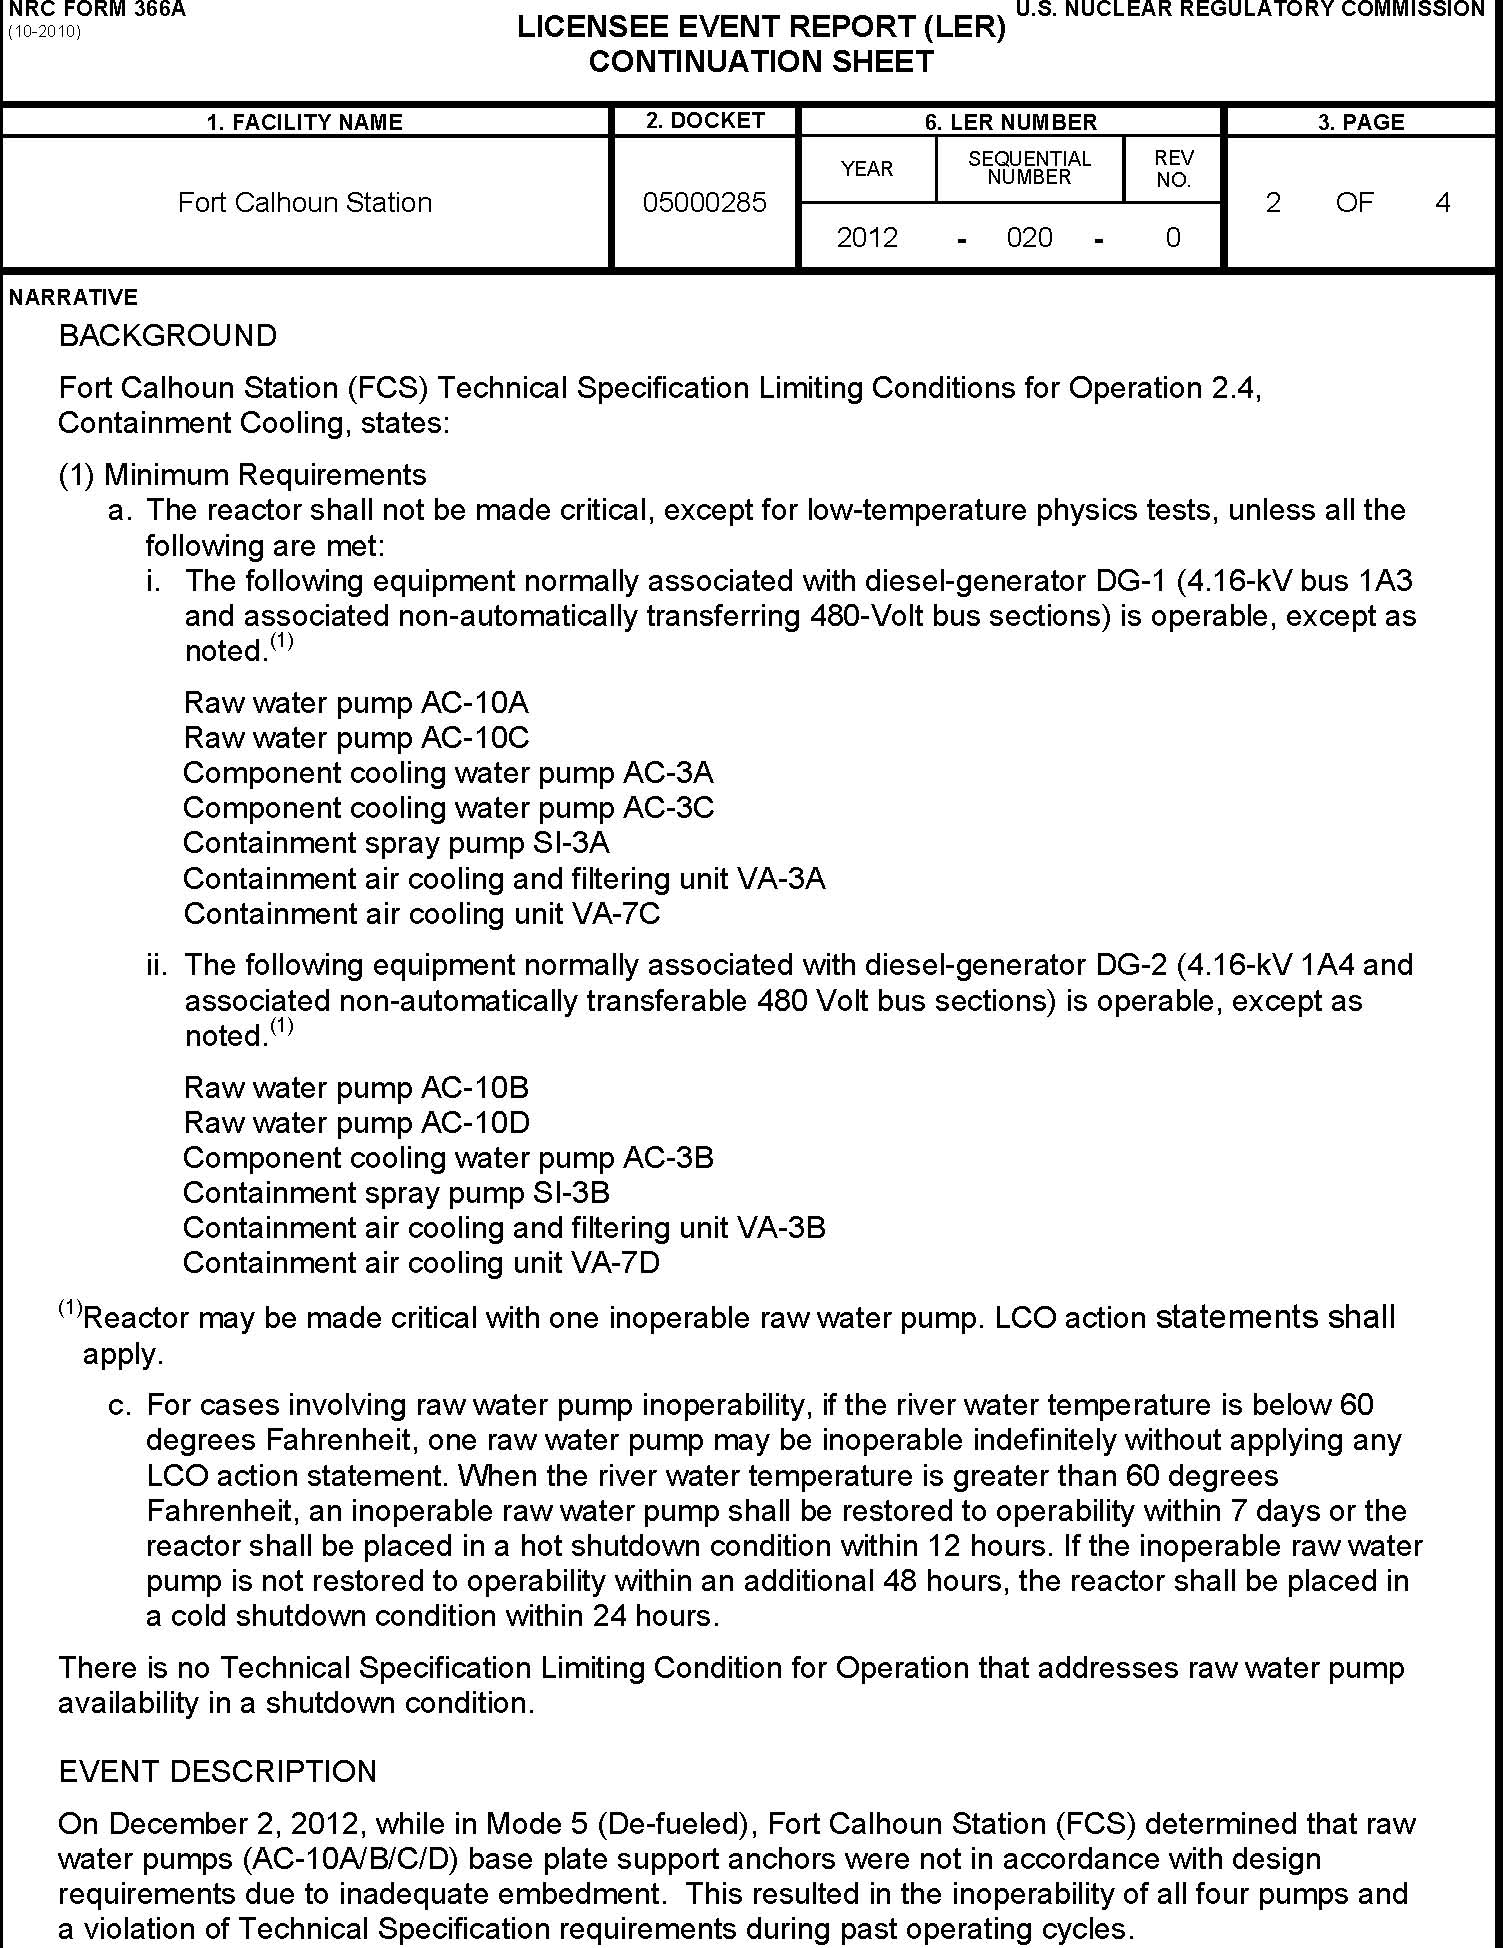 NRC FORM 366A
(10-2010)
U.S. NUCLEAR REGULATORY COMMISSION
LICENSEE EVENT REPORT (LER)
CONTINUATION SHEET
1. FACILITY NAME
2. DOCKET
6. LER NUMBER
3. PAGE
Fort Calhoun Station
05000285
YEAR
SEQUENTIAL
NUMBER
REV
NO.
2 OF 4
2012 - 020 - 0
NARRATIVE
BACKGROUND
Fort Calhoun Station (FCS) Technical Specification Limiting Conditions for Operation 2.4,
Containment Cooling, states:
(1) Minimum Requirements
a. The reactor shall not be made critical, except for low-temperature physics tests, unless all the
following are met:
i. The following equipment normally associated with diesel-generator DG-1 (4.16-kV bus 1A3
and associated non-automatically transferring 480-Volt bus sections) is operable, except as
noted.(1)
Raw water pump AC-10A
Raw water pump AC-10C
Component cooling water pump AC-3A
Component cooling water pump AC-3C
Containment spray pump SI-3A
Containment air cooling and filtering unit VA-3A
Containment air cooling unit VA-7C
ii. The following equipment normally associated with diesel-generator DG-2 (4.16-kV 1A4 and
associated non-automatically transferable 480 Volt bus sections) is operable, except as
noted.(1)
Raw water pump AC-10B
Raw water pump AC-10D
Component cooling water pump AC-3B
Containment spray pump SI-3B
Containment air cooling and filtering unit VA-3B
Containment air cooling unit VA-7D
(1)Reactor may be made critical with one inoperable raw water pump. LCO action statements shall
apply.
c. For cases involving raw water pump inoperability, if the river water temperature is below 60
degrees Fahrenheit, one raw water pump may be inoperable indefinitely without applying any
LCO action statement. When the river water temperature is greater than 60 degrees
Fahrenheit, an inoperable raw water pump shall be restored to operability within 7 days or the
reactor shall be placed in a hot shutdown condition within 12 hours. If the inoperable raw water
pump is not restored to operability within an additional 48 hours, the reactor shall be placed in
a cold shutdown condition within 24 hours.
There is no Technical Specification Limiting Condition for Operation that addresses raw water pump
availability in a shutdown condition.
EVENT DESCRIPTION
On December 2, 2012, while in Mode 5 (De-fueled), Fort Calhoun Station (FCS) determined that raw
water pumps (AC-10A/B/C/D) base plate support anchors were not in accordance with design
requirements due to inadequate embedment.  This resulted in the inoperability of all four pumps and
a violation of Technical Specification requirements during past operating cycles.